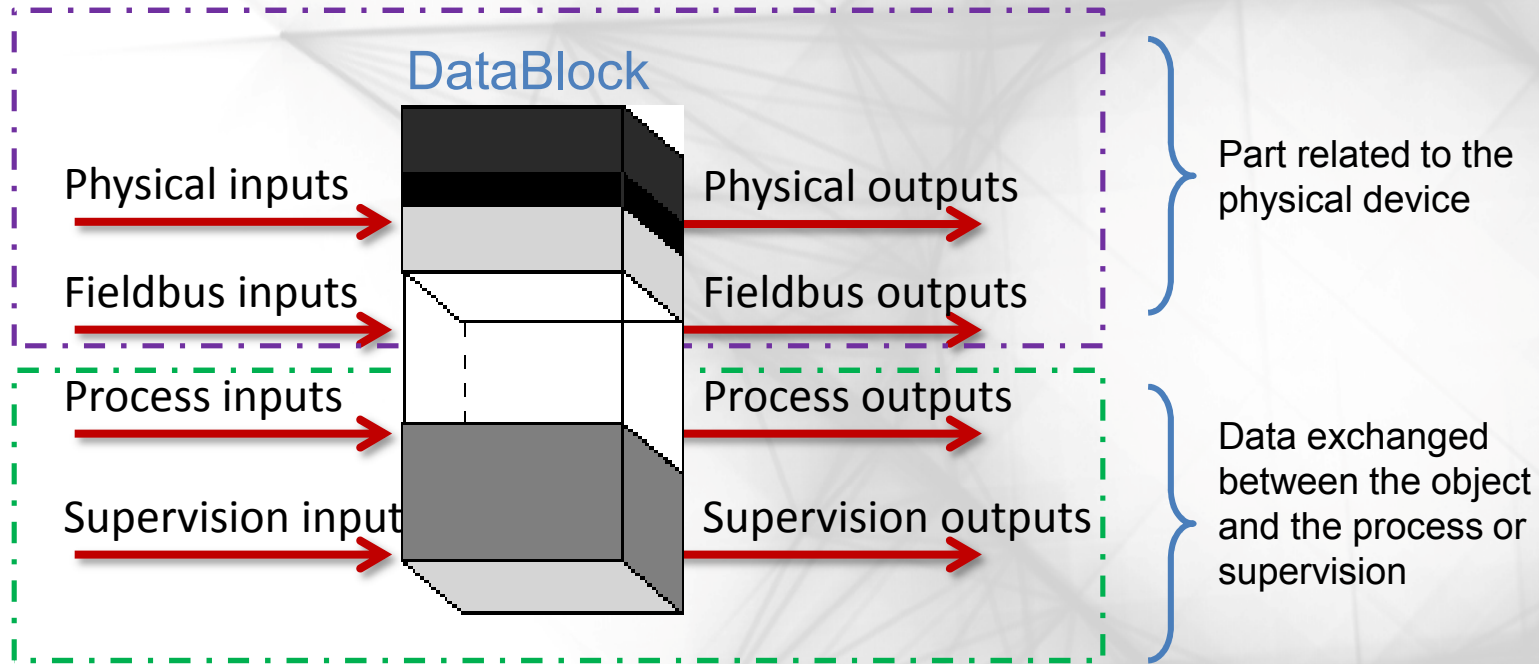 DataBlock
Physical inputs
Physical outputs
Fieldbus inputs
Fieldbus outputs
Process inputs
Process outputs
Supervision input
Supervision outputs
Part related to the
physical device
Data exchanged
between the object
and the process or
supervision